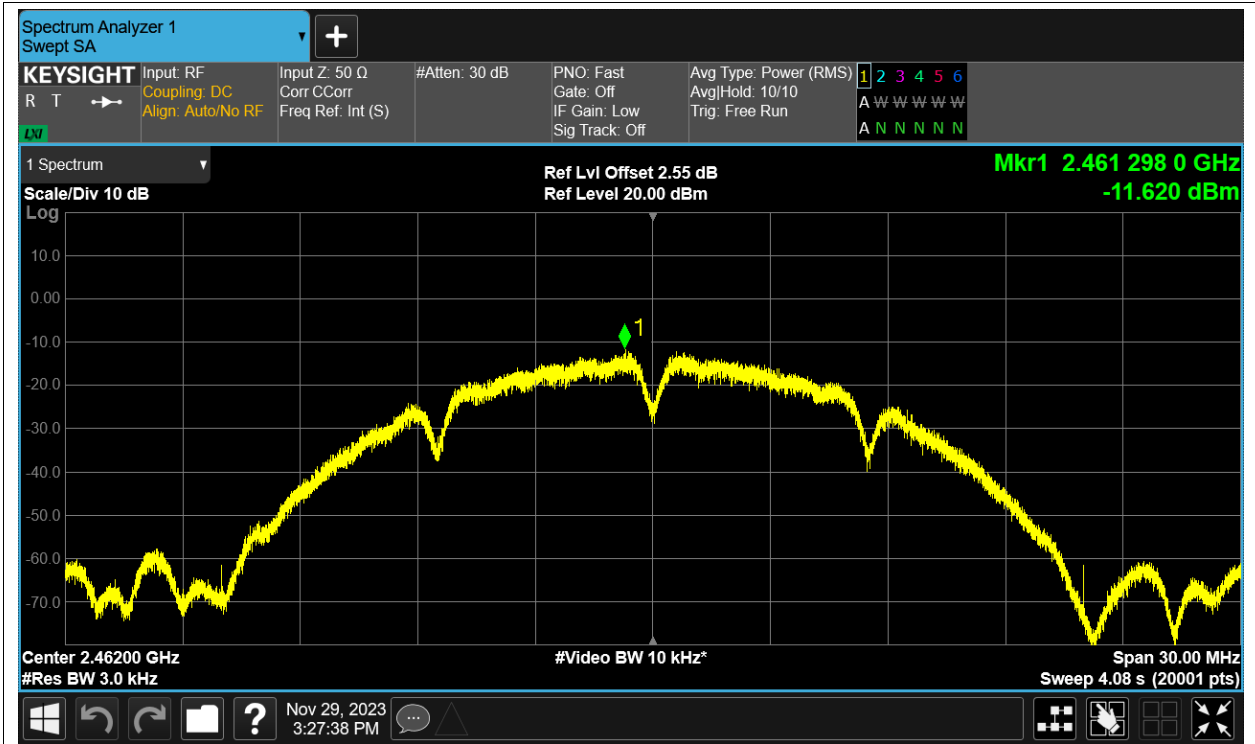 Spectrum Analyzer 1
Swept SA
+
KEYSIGHT
R T
LXI
Input: RF
Coupling: DC
Align: Auto/No RF
Input Z: 50 Ω
Corr CCorr
Freq Ref: Int (S)
#Atten: 30 dB
PNO: Fast
Gate: Off
IF Gain: Low
Sig Track: Off
Avg Type: Power (RMS)
Avg|Hold: 10/10
Trig: Free Run
1 2 3 4 5 6
A W W W W W
A N N N N N
1 Spectrum
Scale/Div 10 dB
Log
Ref Lvl Offset 2.55 dB
Ref Level 20.00 dBm
Mkr1 2.461 298 0 GHz
-11.620 dBm
10.0
0.00
-10.0
-20.0
-30.0
-40.0
-50.0
-60.0
-70.0
1
Center 2.46200 GHz
#Res BW 3.0 kHz
#Video BW 10 kHz*
Span 30.00 MHz
Sweep 4.08 s (20001 pts)
?
Nov 29, 2023
3:27:38 PM